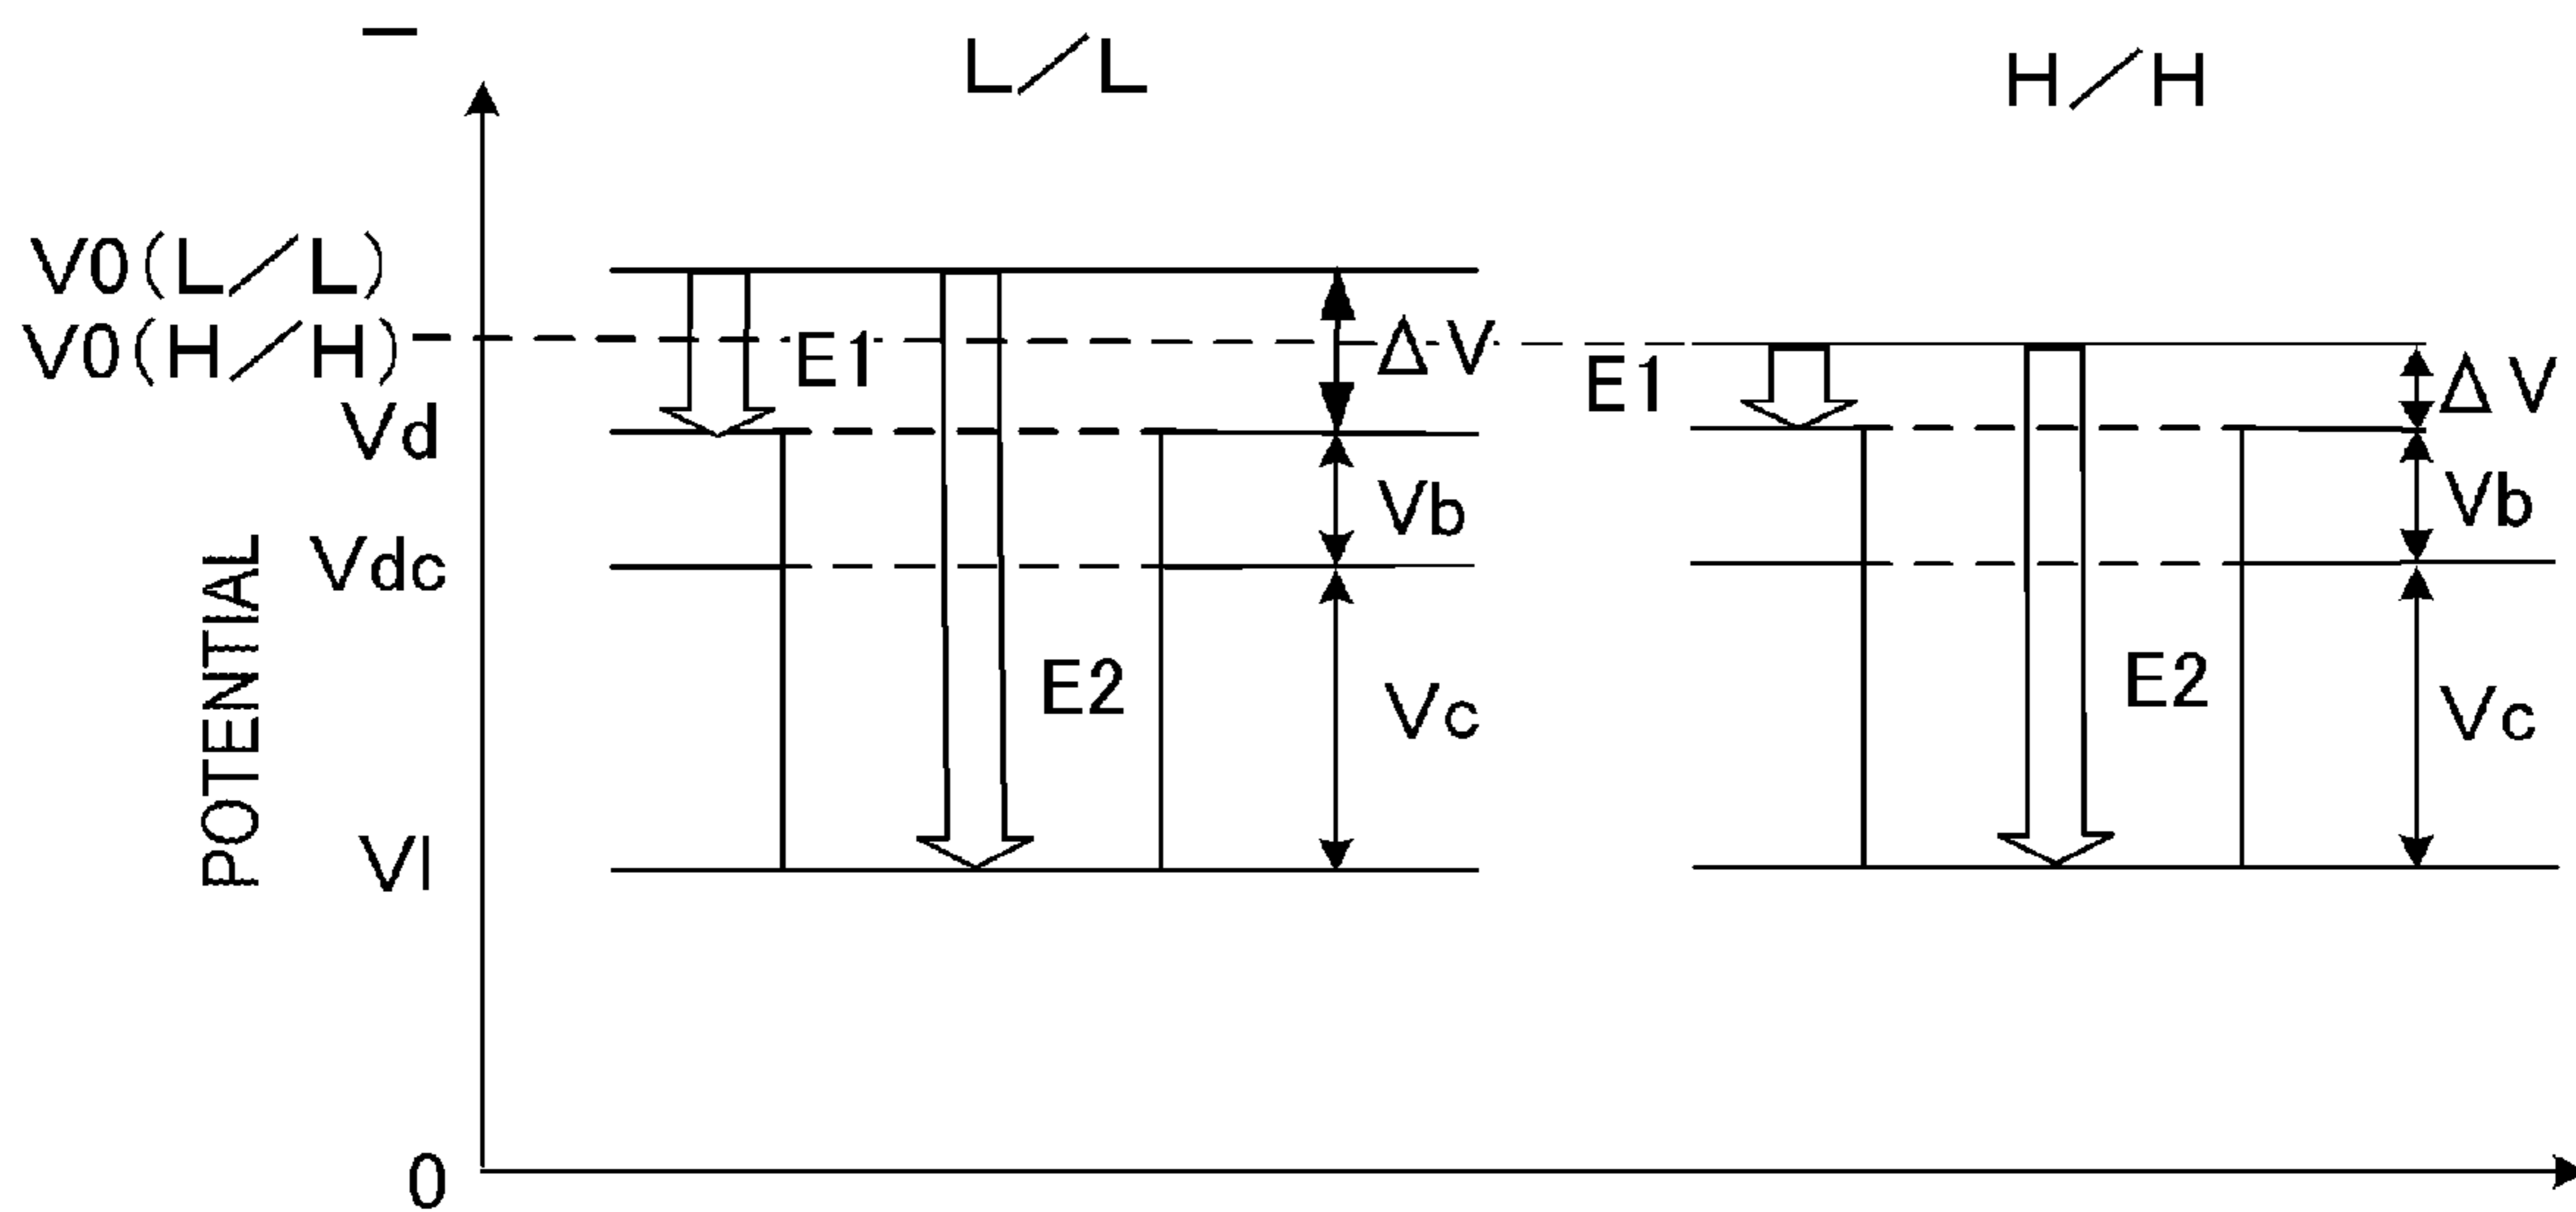 −
L／L
H／H
V0(L／L)
V0(H／H)
Vd
Vdc
Vl
0
POTENTIAL
E1
E2
ΔV
Vb
Vc
E1
E2
ΔV
Vb
Vc